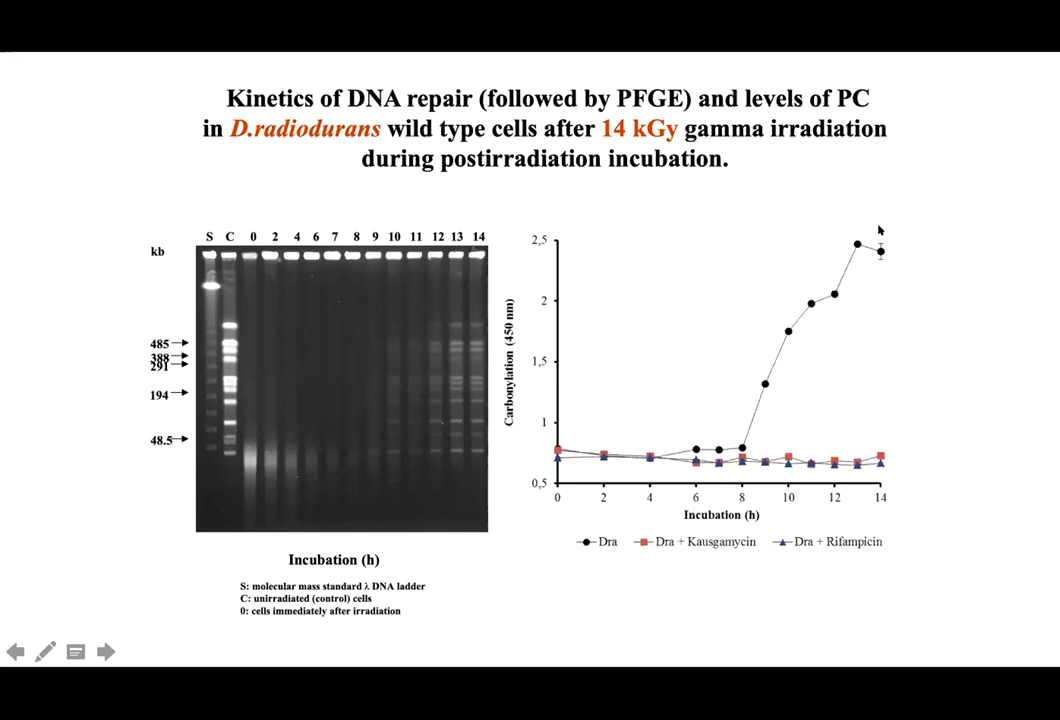 Kinetics of DNA repair (followed by PFGE) and levels of PC
in D.radiodurans wild type cells after 14 kGy gamma irradiation
during postirradiation incubation.
S C 0 2 4 6 7 8 9 10 11 12 13 14
kb
485
388
291
194
48.5
Incubation (h)
S: molecular mass standard λ DNA ladder
C: unirradiated (control) cells
0: cells immediately after irradiation
Carbonylation (450 nm)
2,5
2
1,5
1
0,5
0 2 4 6 8 10 12 14
Incubation (h)
Dra Dra + Kausgamycin Dra + Rifampicin